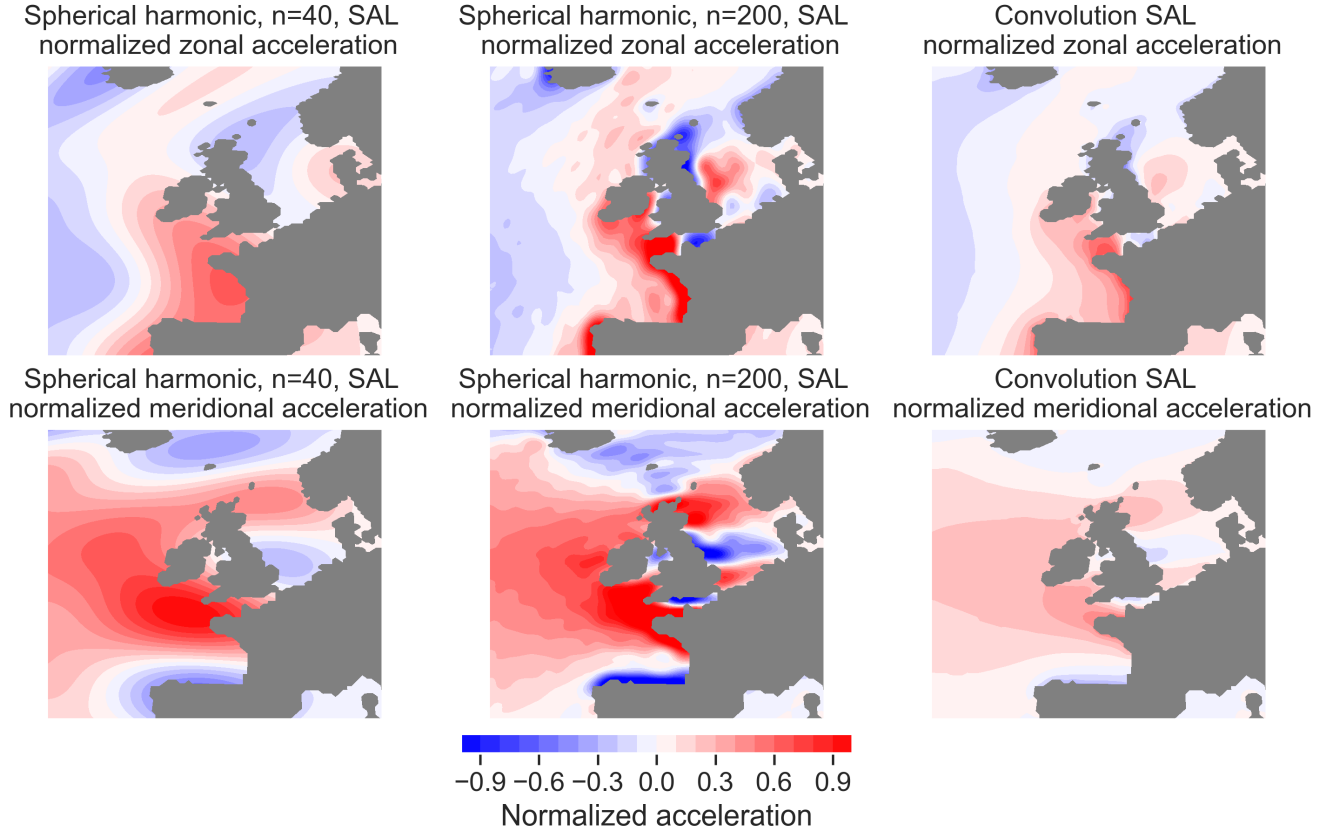 Spherical harmonic, n=40, SAL
normalized zonal acceleration
Spherical harmonic, n=200, SAL
normalized zonal acceleration
Convolution SAL
normalized zonal acceleration
Spherical harmonic, n=40, SAL
normalized meridional acceleration
Spherical harmonic, n=200, SAL
normalized meridional acceleration
Convolution SAL
normalized meridional acceleration
−0.9 −0.6 −0.3 0.0 0.3 0.6 0.9
Normalized acceleration